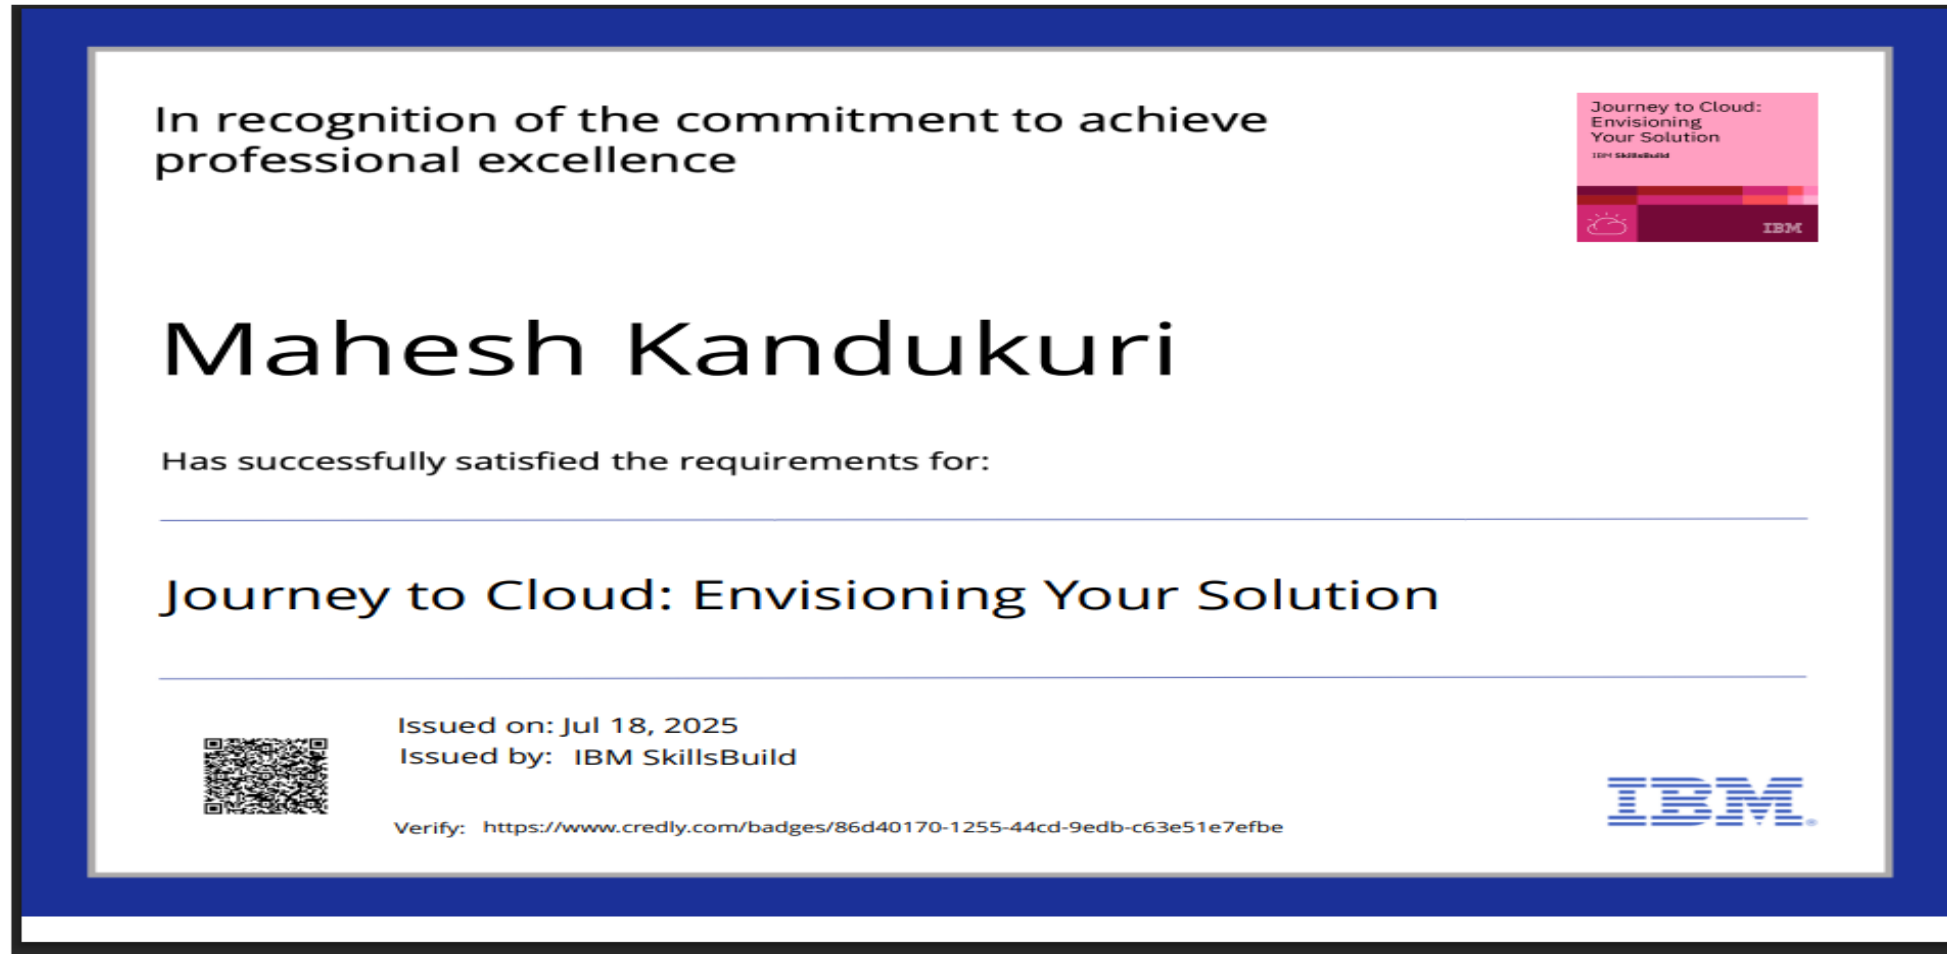 In recognition of the commitment to achieve
professional excellence
Journey to Cloud:
Envisioning
Your Solution
IBM SkillsBuild
IBM
Mahesh Kandukuri
Has successfully satisfied the requirements for:
Journey to Cloud: Envisioning Your Solution
Issued on: Jul 18, 2025
Issued by: IBM SkillsBuild
Verify: https://www.credly.com/badges/86d40170-1255-44cd-9edb-c63e51e7efbe
IBM®